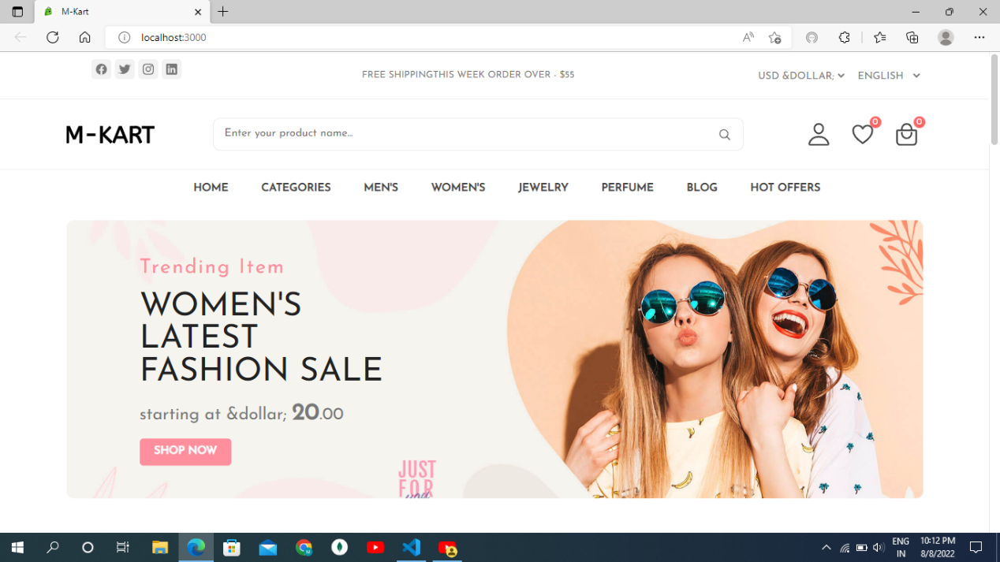 M-Kart
localhost:3000
FREE SHIPPINGTHIS WEEK ORDER OVER - $55
USD &DOLLAR;
ENGLISH
M-KART
Enter your product name...
0
0
HOME CATEGORIES MEN'S WOMEN'S JEWELRY PERFUME BLOG HOT OFFERS
Trending Item
WOMEN'S
LATEST
FASHION SALE
starting at &dollar; 20.00
SHOP NOW
JUST
FOR
you
ENG
IN
10:12 PM
8/8/2022